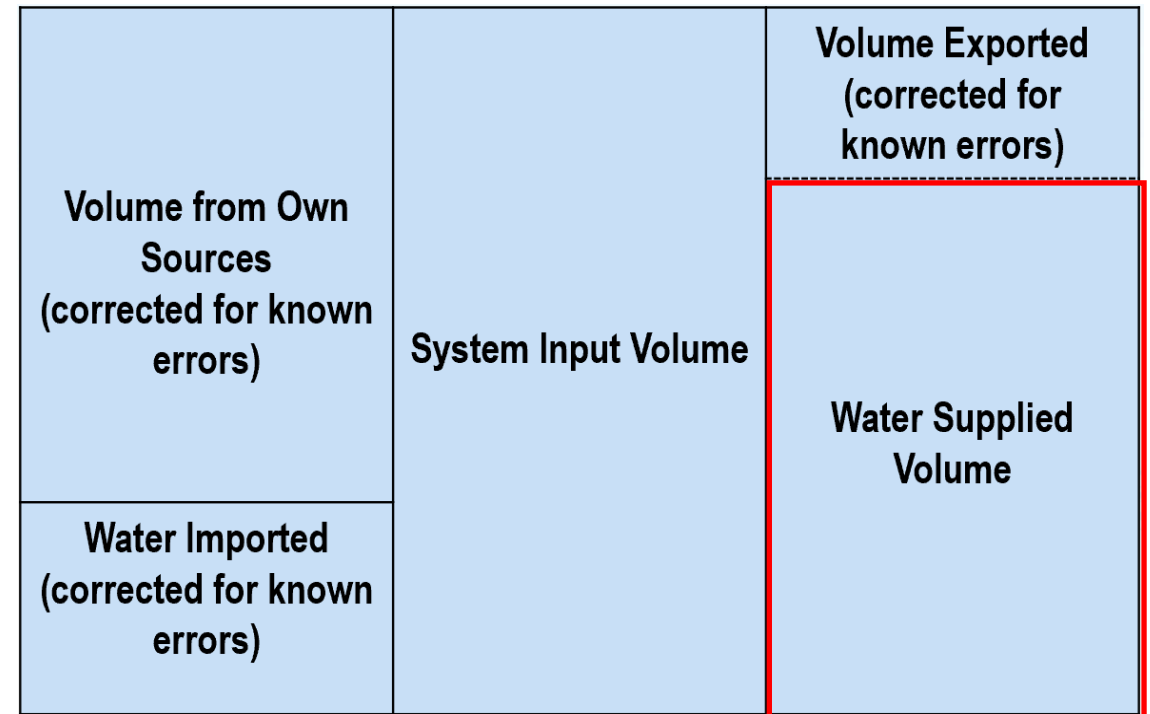 Volume from Own
Sources
(corrected for known
errors)
Water Imported
(corrected for known
errors)
System Input Volume
Volume Exported
(corrected for
known errors)
Water Supplied
Volume